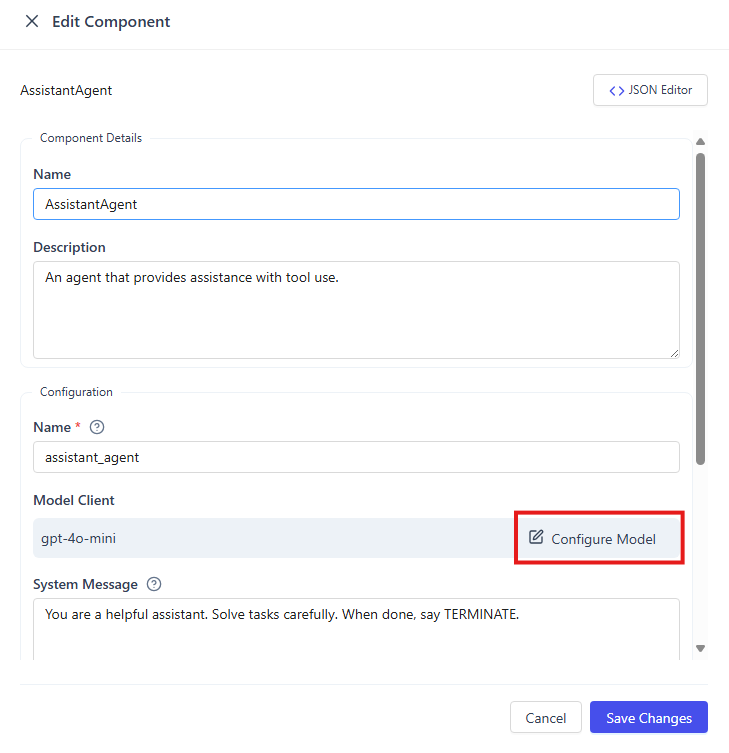 Edit Component
AssistantAgent
<> JSON Editor
Component Details
Name
AssistantAgent
Description
An agent that provides assistance with tool use.
Configuration
Name *
assistant_agent
Model Client
gpt-4o-mini
Configure Model
System Message
You are a helpful assistant. Solve tasks carefully. When done, say TERMINATE.
Cancel
Save Changes